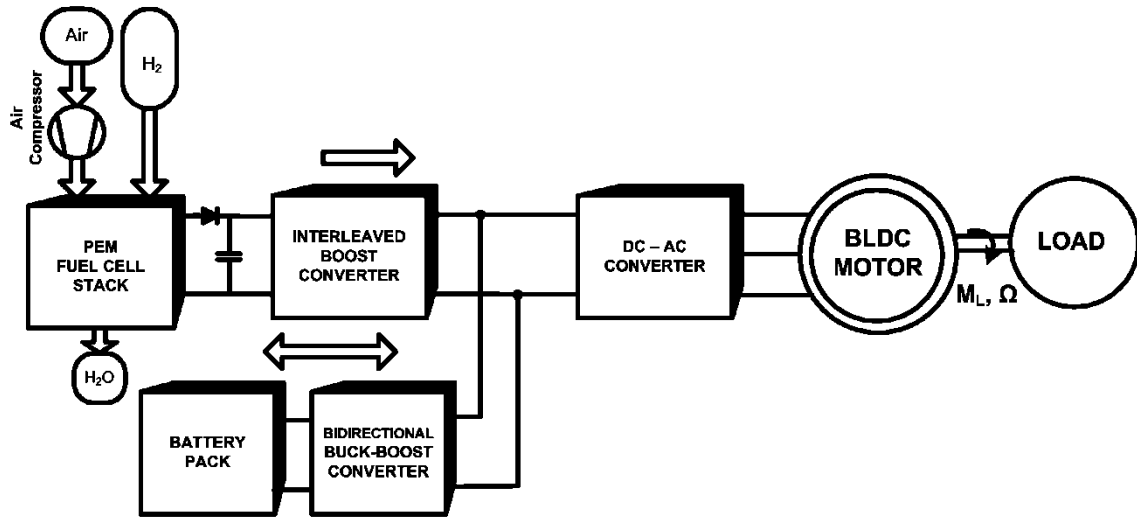 Air
H₂
Air
Compressor
PEM
FUEL CELL
STACK
INTERLEAVED
BOOST
CONVERTER
DC – AC
CONVERTER
BLDC
MOTOR
LOAD
M_L, Ω
H₂O
BATTERY
PACK
BIDIRECTIONAL
BUCK-BOOST
CONVERTER